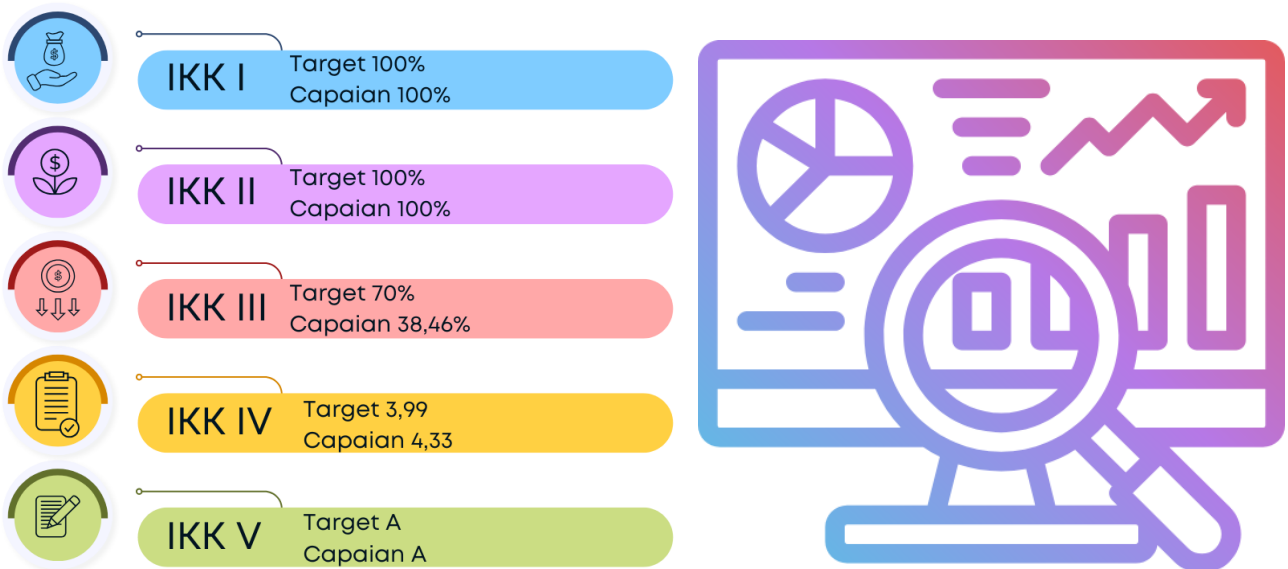 IKK I
Target 100%
Capaian 100%
IKK II
Target 100%
Capaian 100%
IKK III
Target 70%
Capaian 38,46%
IKK IV
Target 3,99
Capaian 4,33
IKK V
Target A
Capaian A